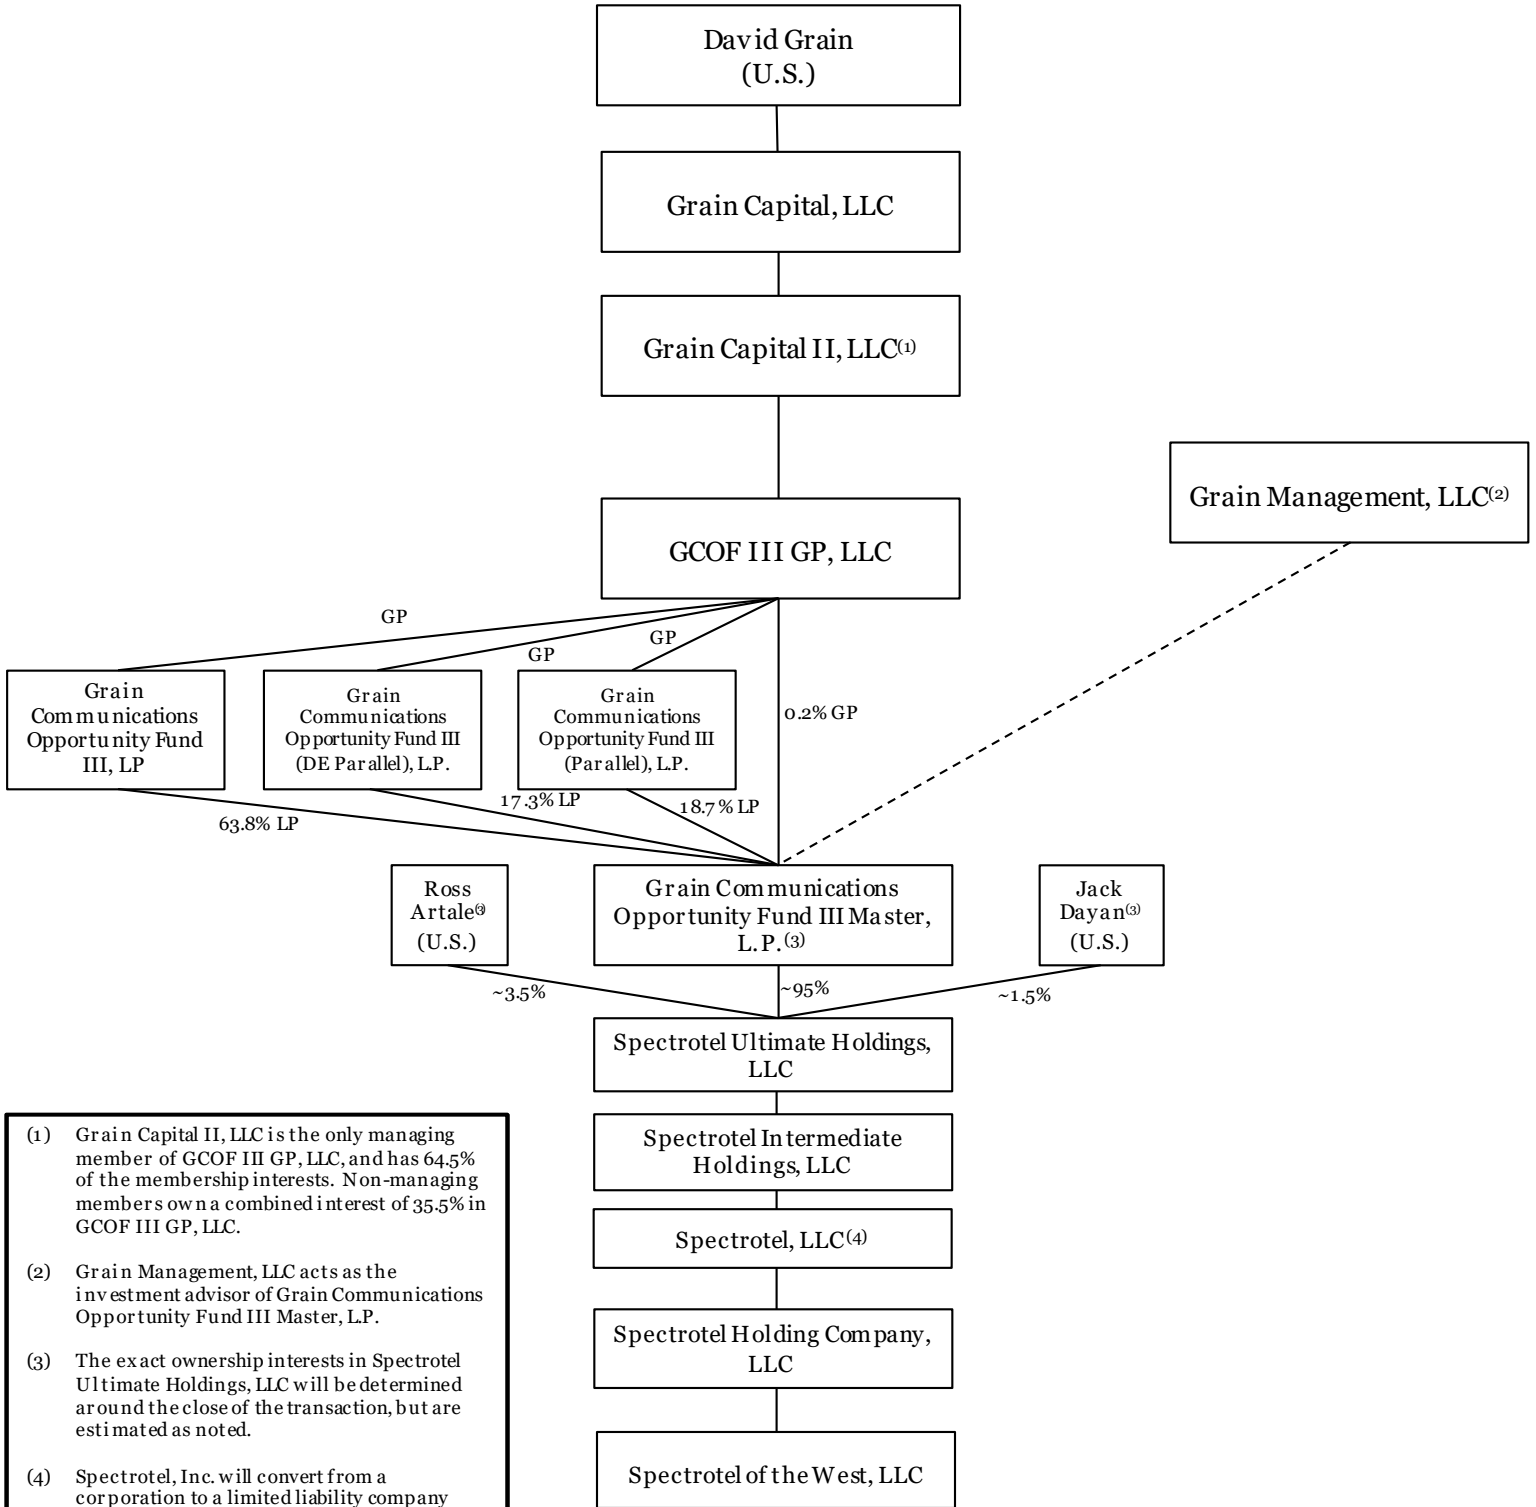 David Grain
(U.S.)
Grain Capital, LLC
Grain Capital II, LLC(1)
Grain Management, LLC(2)
GCOF III GP, LLC
GP
GP
GP
Grain
Communications
Opportunity Fund
III, LP
Grain
Communications
Opportunity Fund III
(DE Parallel), L.P.
Grain
Communications
Opportunity Fund III
(Parallel), L.P.
0.2% GP
63.8% LP
17.3% LP
18.7% LP
Ross
Artale(3)
(U.S.)
Grain Communications
Opportunity Fund III Master,
L.P.(3)
Jack
Dayan(3)
(U.S.)
~3.5%
~95%
~1.5%
Spectrotel Ultimate Holdings,
LLC
Spectrotel Intermediate
Holdings, LLC
Spectrotel, LLC(4)
Spectrotel Holding Company,
LLC
Spectrotel of the West, LLC
(1) Grain Capital II, LLC is the only managing
member of GCOF III GP, LLC, and has 64.5%
of the membership interests. Non-managing
members own a combined interest of 35.5% in
GCOF III GP, LLC.
(2) Grain Management, LLC acts as the
investment advisor of Grain Communications
Opportunity Fund III Master, L.P.
(3) The exact ownership interests in Spectrotel
Ultimate Holdings, LLC will be determined
around the close of the transaction, but are
estimated as noted.
(4) Spectrotel, Inc. will convert from a
corporation to a limited liability company